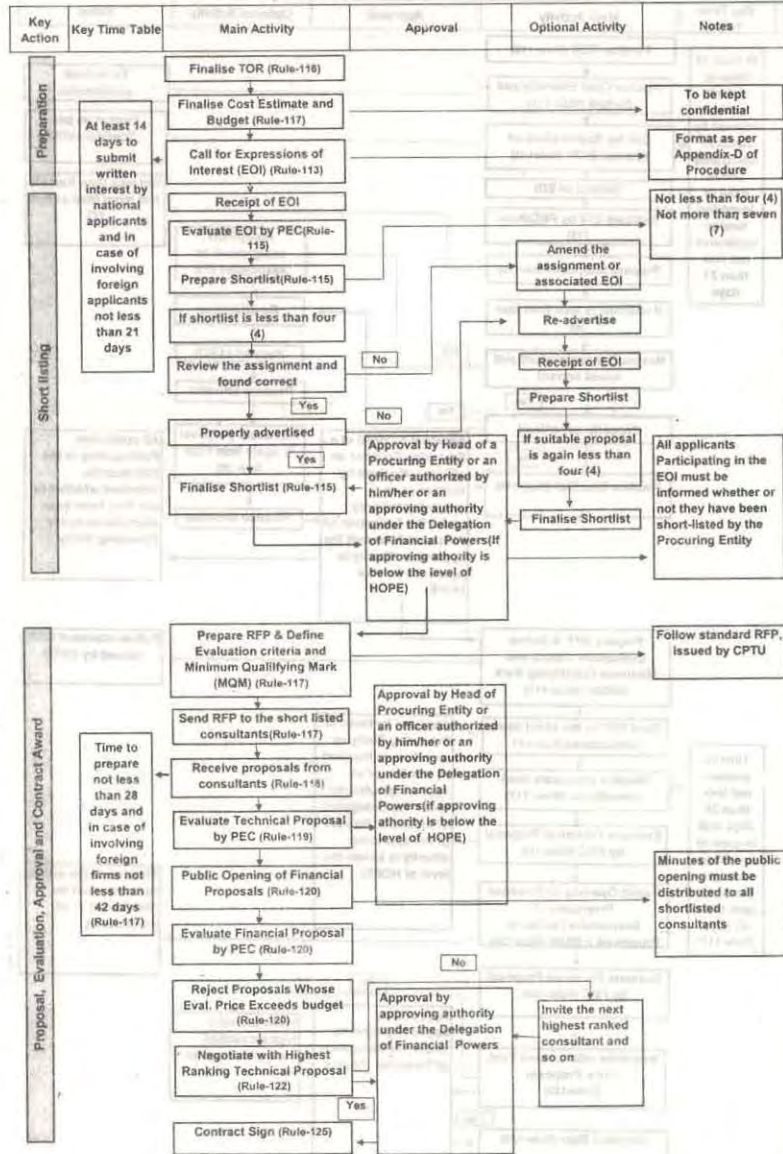 Key Action
Key Time Table
Main Activity
Approval
Optional Activity
Notes
Preparation
Finalise TOR (Rule-116)
Finalise Cost Estimate and
Budget (Rule-117)
To be kept
confidential
At least 14
days to
submit
written
interest by
national
applicants
and in
case of
involving
foreign
applicants
not less
than 21
days
Call for Expressions of
Interest (EOI) (Rule-113)
Format as per
Appendix-D of
Procedure
Short listing
Receipt of EOI
Evaluate EOI by PEC(Rule-
115)
Not less than four (4)
Not more than seven
(7)
Prepare Shortlist(Rule-115)
Amend the
assignment or
associated EOI
If shortlist is less than four
(4)
Re-advertise
Review the assignment and
found correct
No
Receipt of EOI
Yes
Prepare Shortlist
Properly advertised
No
If suitable proposal
is again less than
four (4)
Yes
Finalise Shortlist (Rule-115)
Approval by Head of a
Procuring Entity or an
officer authorized by
him/her or an
approving authority
under the Delegation
of Financial Powers(If
approving athority is
below the level of
HOPE)
Finalise Shortlist
All applicants
Participating in the
EOI must be
informed whether or
not they have been
short-listed by the
Procuring Entity
Proposal, Evaluation, Approval and Contract Award
Prepare RFP & Define
Evaluation criteria and
Minimum Qualifying Mark
(MQM) (Rule-117)
Follow standard RFP,
issued by CPTU
Send RFP to the short listed
consultants(Rule-117)
Approval by Head of
Procuring Entity or
an officer authorized
by him/her or an
approving authority
under the Delegation
of Financial
Powers(if approving
athority is below the
level of HOPE)
Time to
prepare
not less
than 28
days and
in case of
involving
foreign
firms not
less than
42 days
(Rule-117)
Receive proposals from
consultants (Rule-118)
Evaluate Technical Proposal
by PEC (Rule-119)
Public Opening of Financial
Proposals (Rule-120)
Minutes of the public
opening must be
distributed to all
shortlisted
consultants
Evaluate Financial Proposal
by PEC (Rule-120)
Reject Proposals Whose
Eval. Price Exceeds budget
(Rule-120)
No
Approval by
approving authority
under the Delegation
of Financial Powers
Invite the next
highest ranked
consultant and
so on
Negotiate with Highest
Ranking Technical Proposal
(Rule-122)
Yes
Contract Sign (Rule-125)